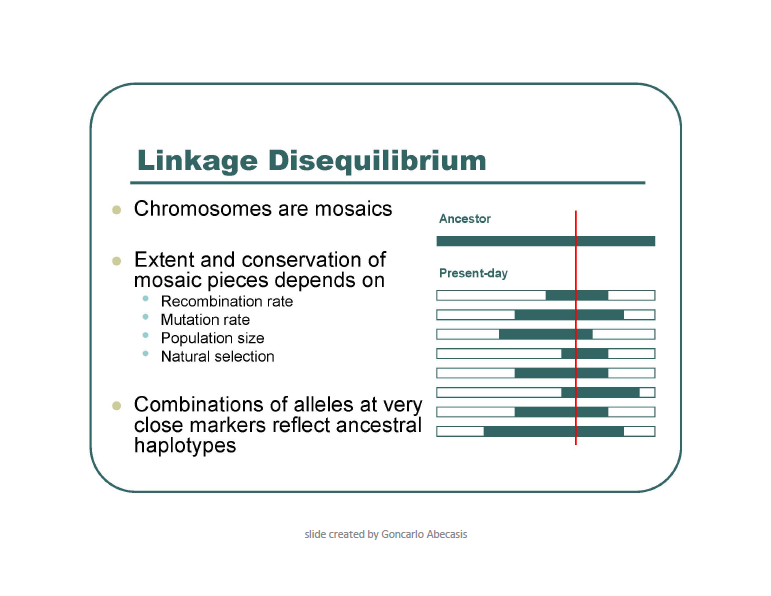 Linkage Disequilibrium
Chromosomes are mosaics
Extent and conservation of
mosaic pieces depends on
Recombination rate
Mutation rate
Population size
Natural selection
Combinations of alleles at very
close markers reflect ancestral
haplotypes
Ancestor
Present-day
slide created by Goncarlo Abecasis